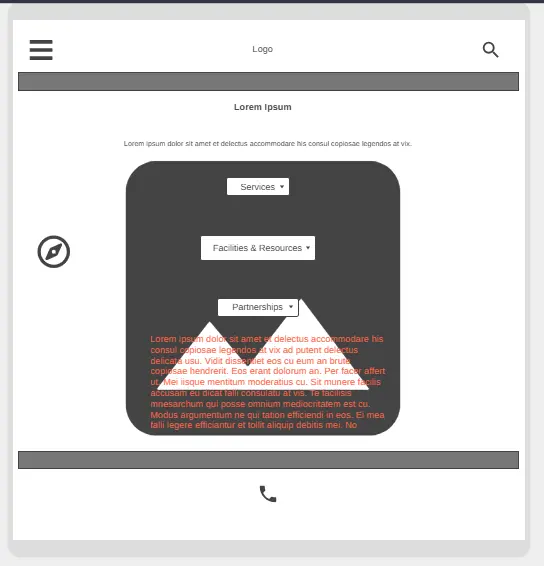 Logo
Lorem Ipsum
Lorem ipsum dolor sit amet et delectus accommodare his consul copiosae legendos at vix.
Services
Facilities & Resources
Partnerships
Lorem ipsum dolor sit amet et delectus accommodare his
consul copiosae legendos at vix ad putent delectus
delicata usu. Vidit dissentiet eos cu eum an brute
copiosae hendrerit. Eos erant dolorum an. Per facer affert
ut. Mei iisque mentitum moderatius cu. Sit munere facilis
accusam eu dicat falli consulatu at vis. Te facilisis
mnesarchum qui posse omnium mediocritatem est cu.
Modus argumentum ne qui tation efficiendi in eos. Ei mea
falli legere efficiantur et tollit aliquip debitis mei. No